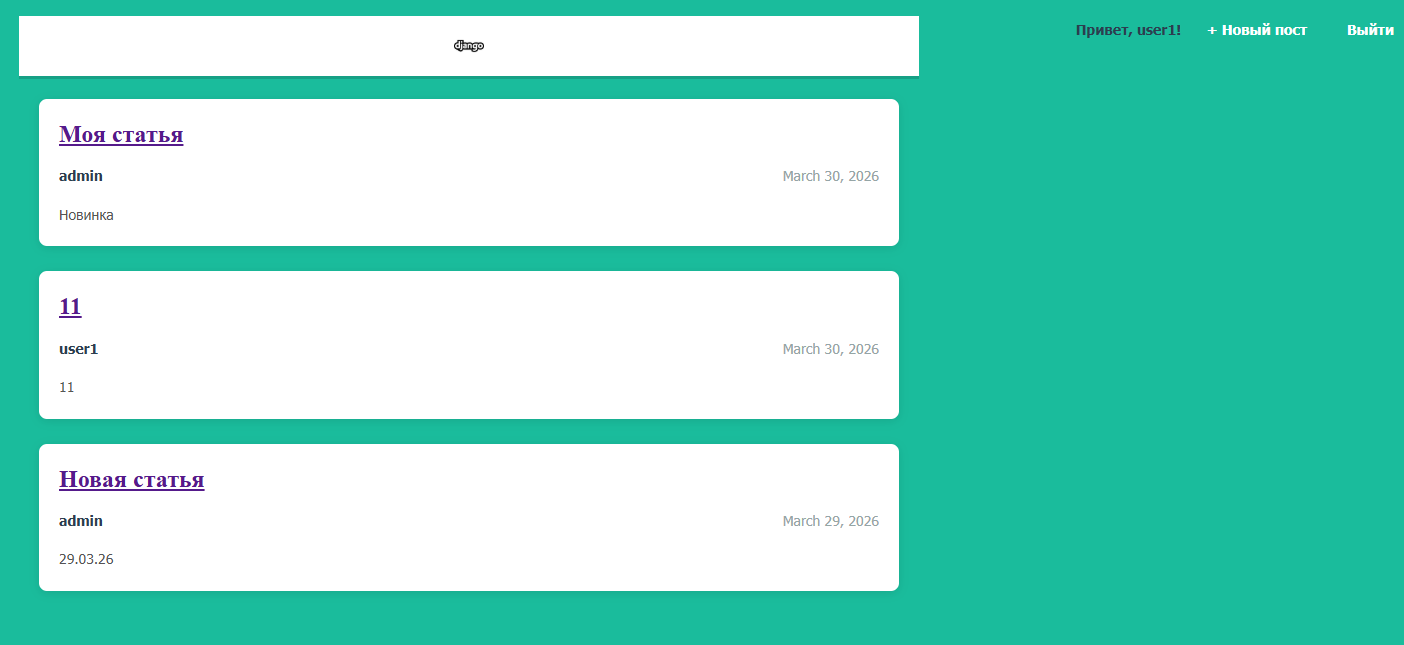 django
Привет, user1! + Новый пост Выйти
Моя статья
admin March 30, 2026
Новинка
11
user1 March 30, 2026
11
Новая статья
admin March 29, 2026
29.03.26